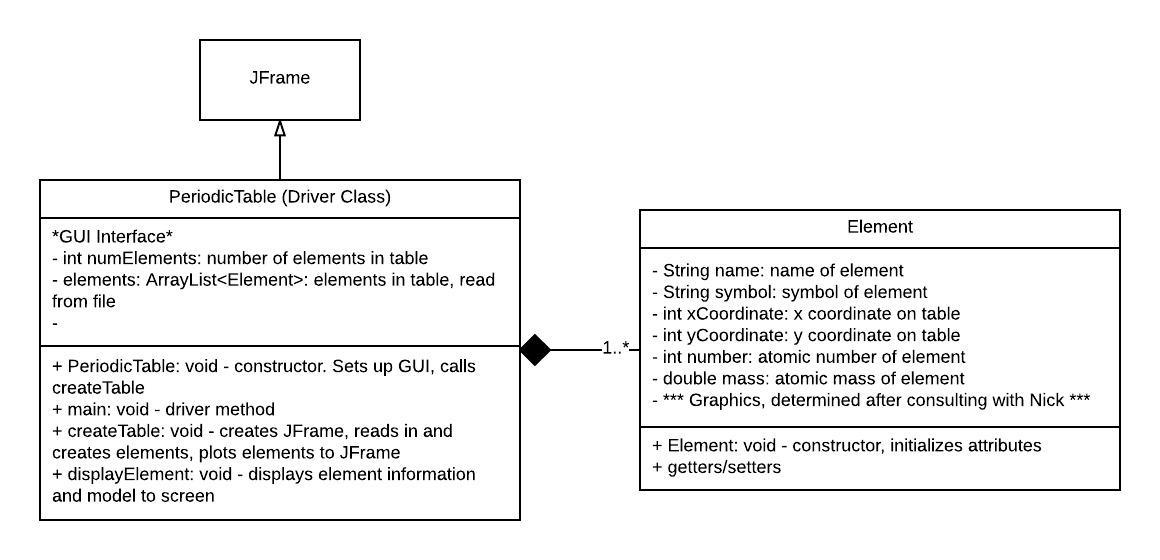 JFrame
PeriodicTable (Driver Class)
*GUI Interface*
- int numElements: number of elements in table
- elements: ArrayList<Element>: elements in table, read
from file
-
+ PeriodicTable: void - constructor. Sets up GUI, calls
createTable
+ main: void - driver method
+ createTable: void - creates JFrame, reads in and
creates elements, plots elements to JFrame
+ displayElement: void - displays element information
and model to screen
1..*
Element
- String name: name of element
- String symbol: symbol of element
- int xCoordinate: x coordinate on table
- int yCoordinate: y coordinate on table
- int number: atomic number of element
- double mass: atomic mass of element
- *** Graphics, determined after consulting with Nick ***
+ Element: void - constructor, initializes attributes
+ getters/setters